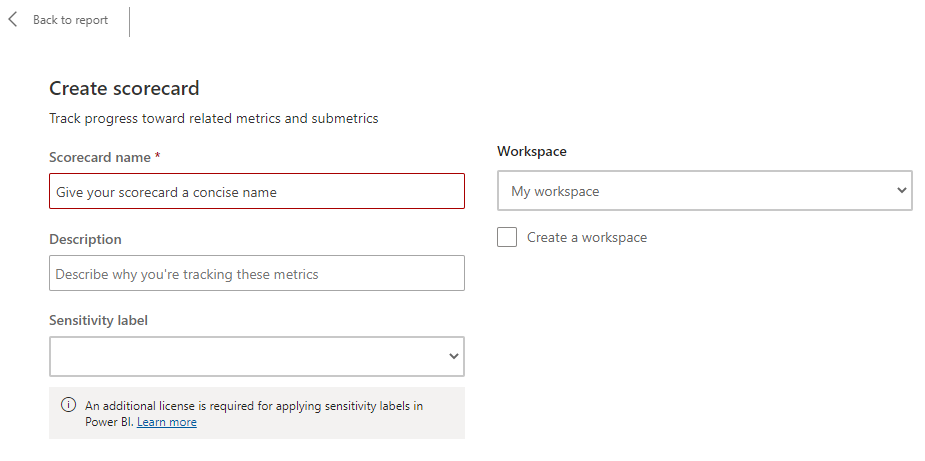 Back to report
Create scorecard
Track progress toward related metrics and submetrics
Scorecard name *
Give your scorecard a concise name
Description
Describe why you're tracking these metrics
Sensitivity label
An additional license is required for applying sensitivity labels in
Power BI. Learn more
Workspace
My workspace
Create a workspace